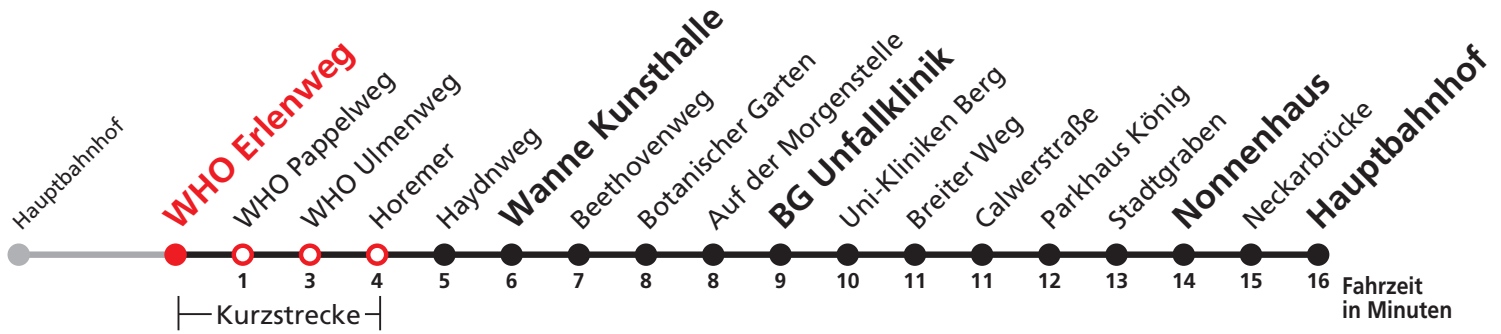 Hauptbahnhof
WHO Erlenweg
WHO Pappelweg
WHO Ulmenweg
Horemer
Haydnweg
Wanne Kunsthalle
Beethovenweg
Botanischer Garten
Auf der Morgenstelle
BG Unfallklinik
Uni-Kliniken Berg
Breiter Weg
Calwerstraße
Parkhaus König
Stadtgraben
Nonnenhaus
Neckarbrücke
Hauptbahnhof
1 3 4 5 6 7 8 8 9 10 11 11 12 13 14 15 16 Fahrzeit
in Minuten
Kurzstrecke